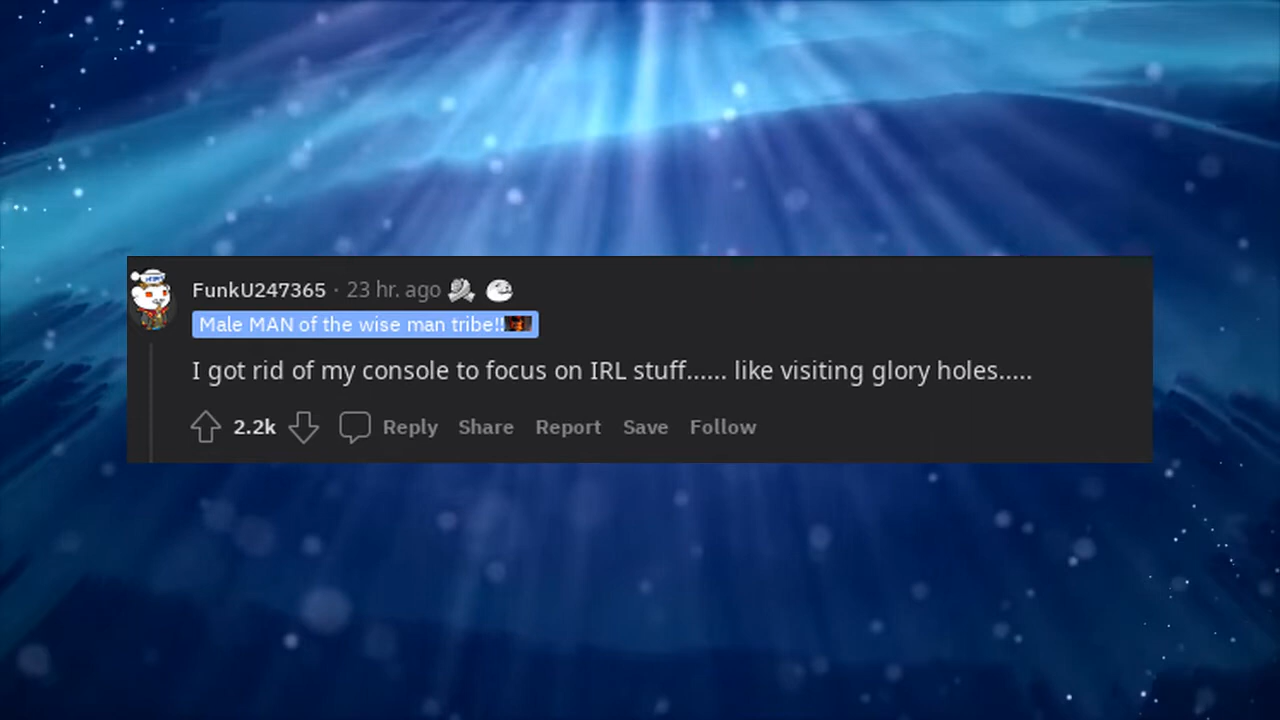 FunkU247365 · 23 hr. ago
Male MAN of the wise man tribe!!
I got rid of my console to focus on IRL stuff...... like visiting glory holes.....
2.2k Reply Share Report Save Follow